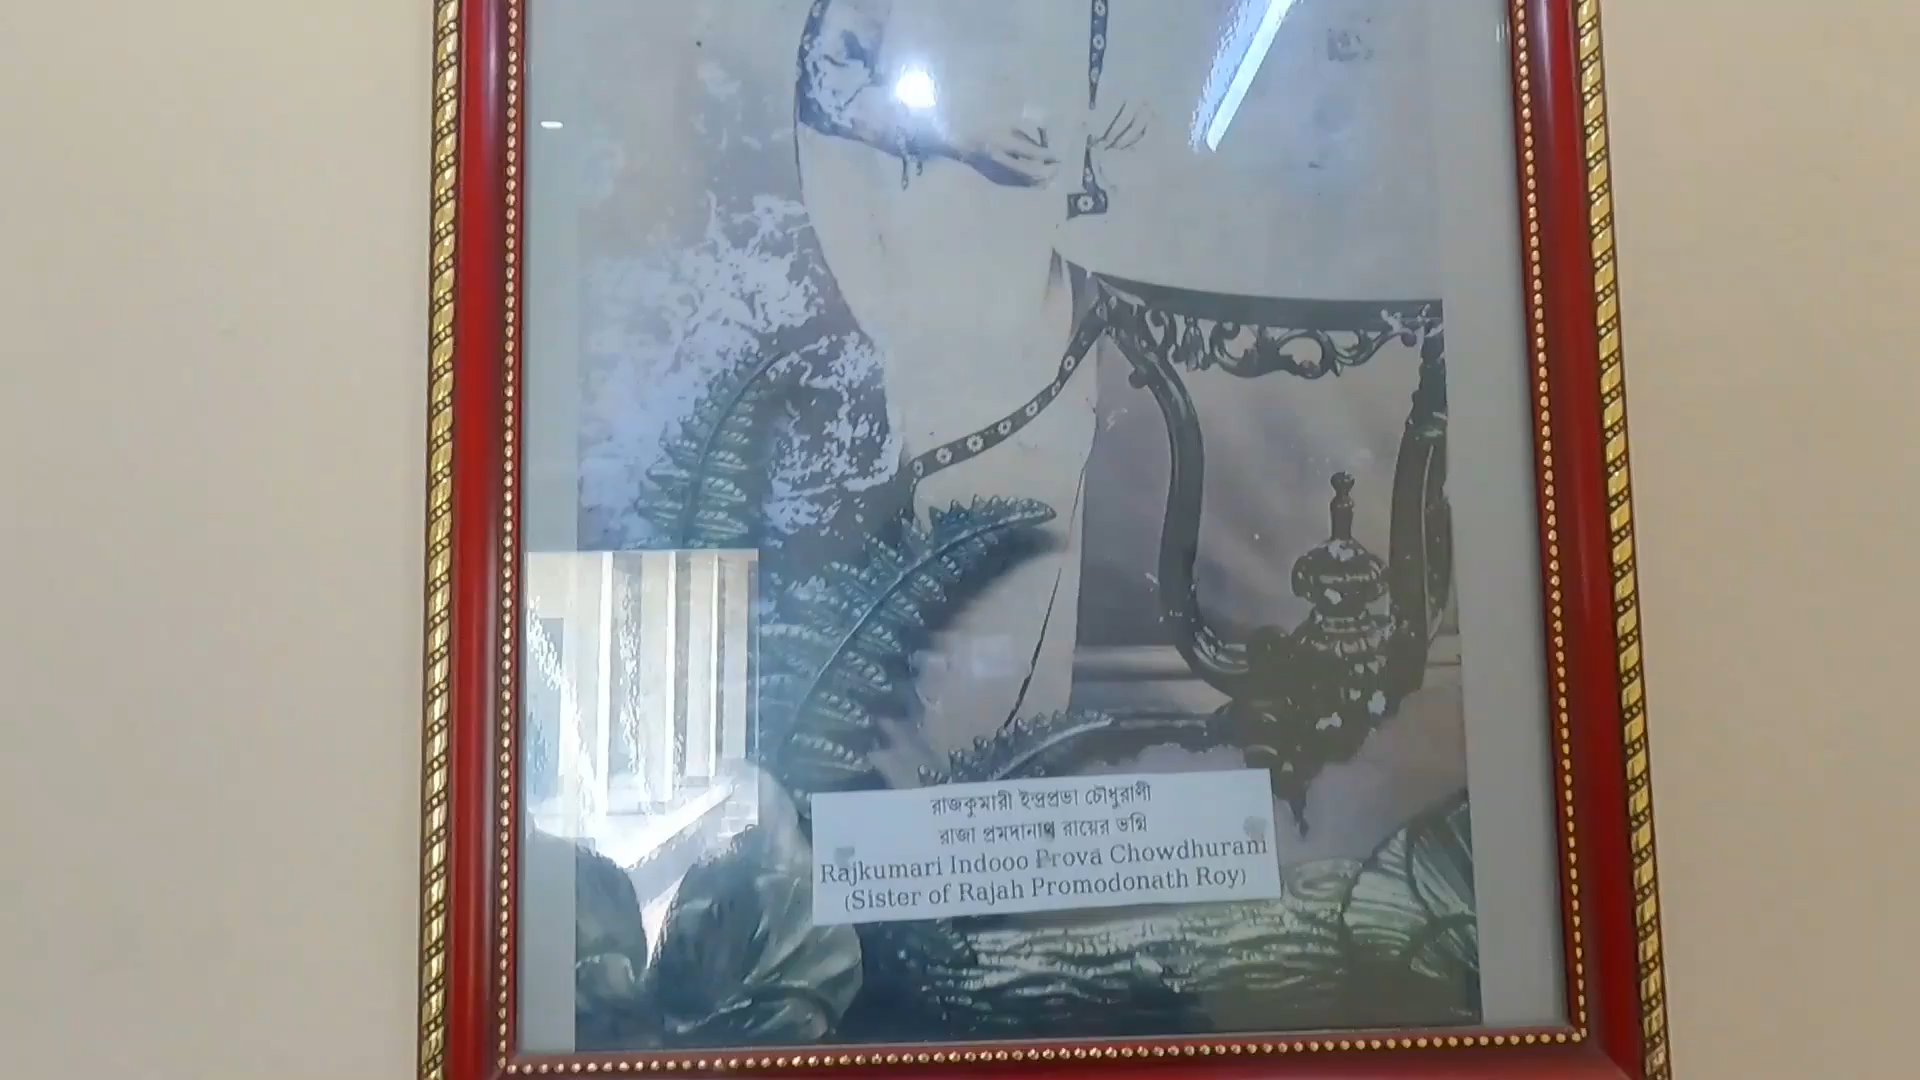 রাজকুমারী ইন্দ্রপ্রভা চৌধুরাণী
রাজা প্রমদানাথ রায়ের ভগ্নি
Rajkumari Indooo Prova Chowdhurani
(Sister of Rajah Promodonath Roy)